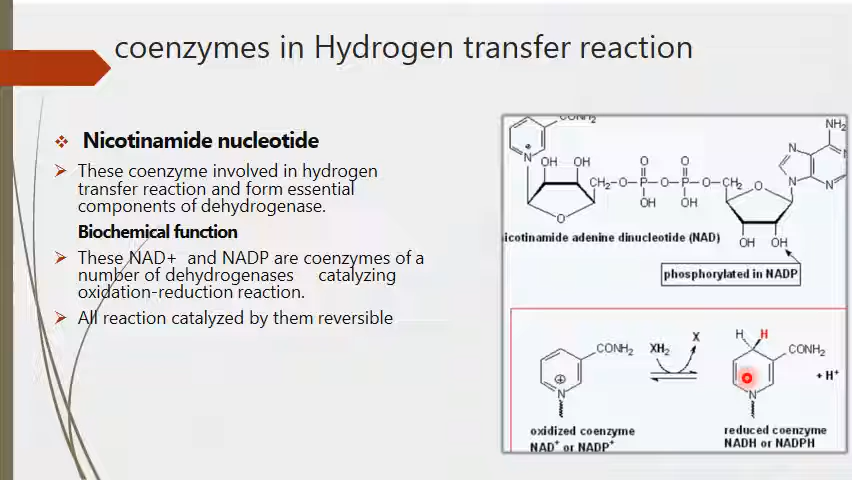 coenzymes in Hydrogen transfer reaction
Nicotinamide nucleotide
These coenzyme involved in hydrogen
transfer reaction and form essential
components of dehydrogenase.
Biochemical function
These NAD+ and NADP are coenzymes of a
number of dehydrogenases catalyzing
oxidation-reduction reaction.
All reaction catalyzed by them reversible
CONH₂
NH₂
N
N
N
N
N
OH OH
O O
CH₂-O-P-O-P-O-CH₂
OH OH
O
O
OH OH
icotinamide adenine dinucleotide (NAD)
phosphorylated in NADP
CONH₂
N
XH₂
X
H H
CONH₂
N
+ H⁺
oxidized coenzyme
NAD⁺ or NADP⁺
reduced coenzyme
NADH or NADPH